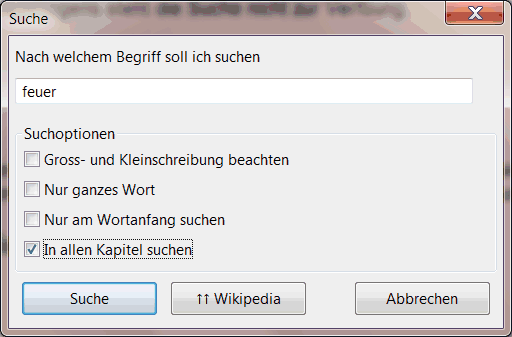 Suche
Nach welchem Begriff soll ich suchen
feuer
Suchoptionen
Gross- und Kleinschreibung beachten
Nur ganzes Wort
Nur am Wortanfang suchen
In allen Kapitel suchen
Suche
↑↑ Wikipedia
Abbrechen